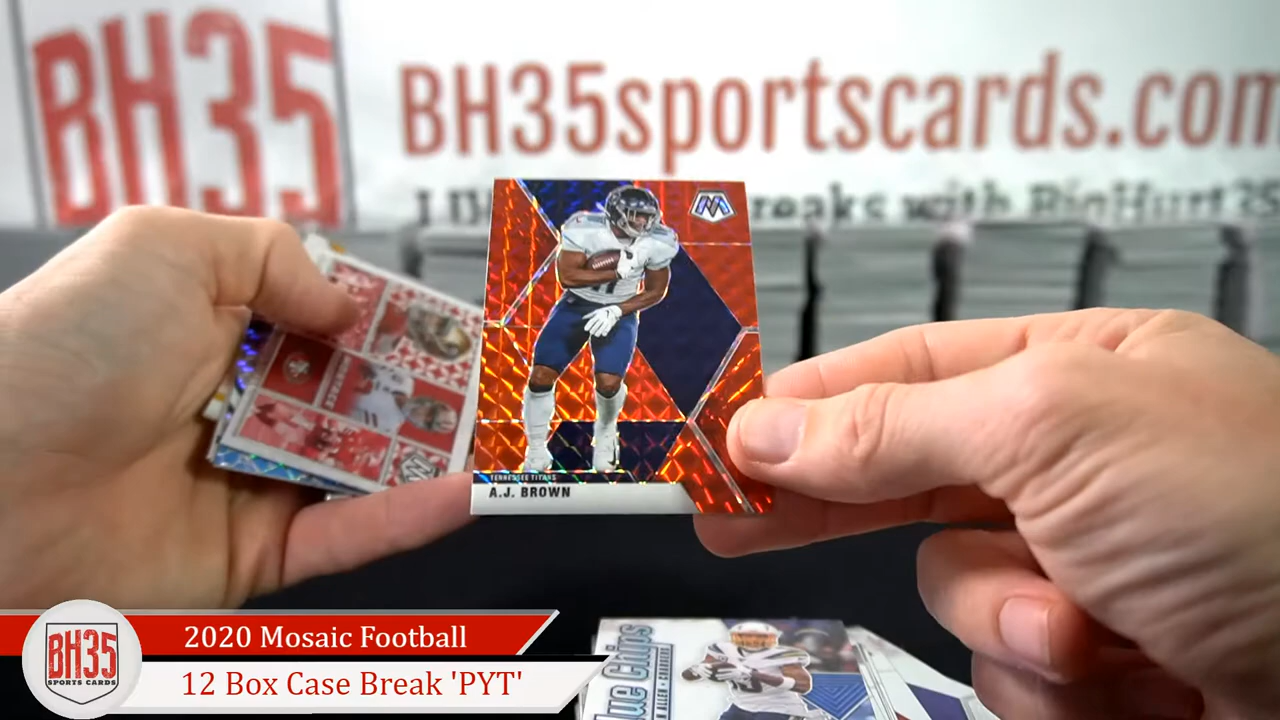 BH35
BH35sportscards.com
TENNESSEE TITANS
A.J. BROWN
2020 Mosaic Football
12 Box Case Break 'PYT'
BH35
SPORTS CARDS